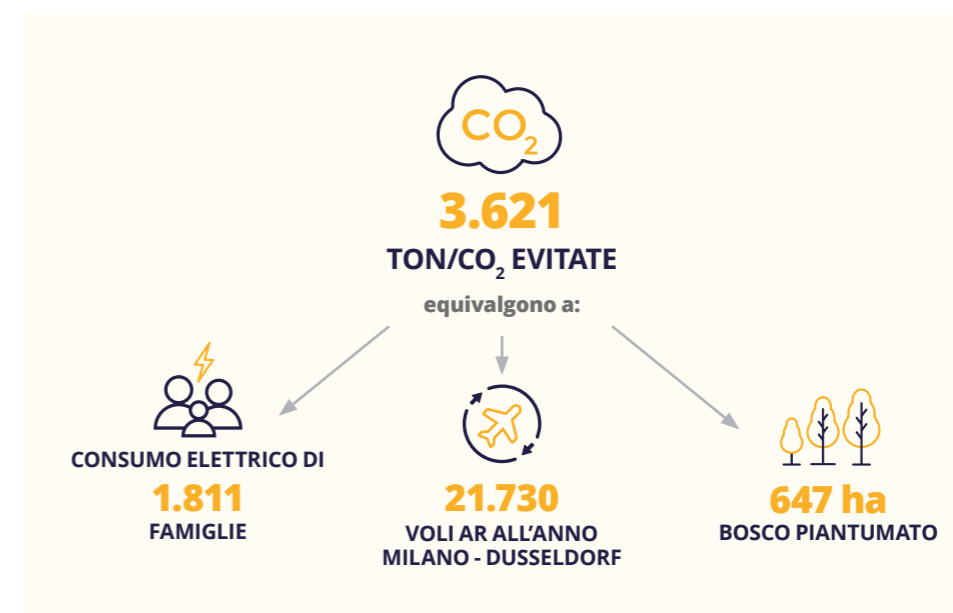 CO2
3.621
TON/CO2 EVITATE
equivalgono a:
CONSUMO ELETTRICO DI
1.811
FAMIGLIE
21.730
VOLI AR ALL'ANNO
MILANO - DUSSELDORF
647 ha
BOSCO PIANTUMATO